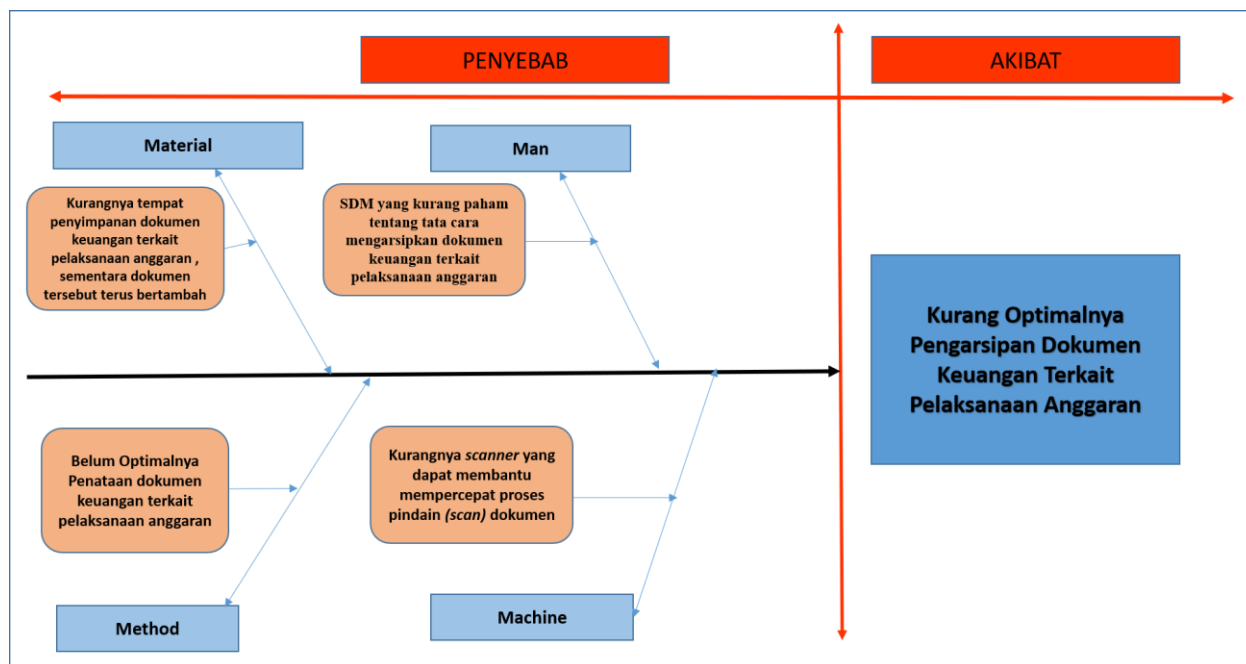 PENYEBAB
AKIBAT
Material
Man
Kurangnya tempat
penyimpanan dokumen
keuangan terkait
pelaksanaan anggaran ,
sementara dokumen
tersebut terus bertambah
SDM yang kurang paham
tentang tata cara
mengarsipkan dokumen
keuangan terkait
pelaksanaan anggaran
Kurang Optimalnya
Pengarsipan Dokumen
Keuangan Terkait
Pelaksanaan Anggaran
Belum Optimalnya
Penataan dokumen
keuangan terkait
pelaksanaan anggaran
Kurangnya scanner yang
dapat membantu
mempercepat proses
pindain (scan) dokumen
Method
Machine